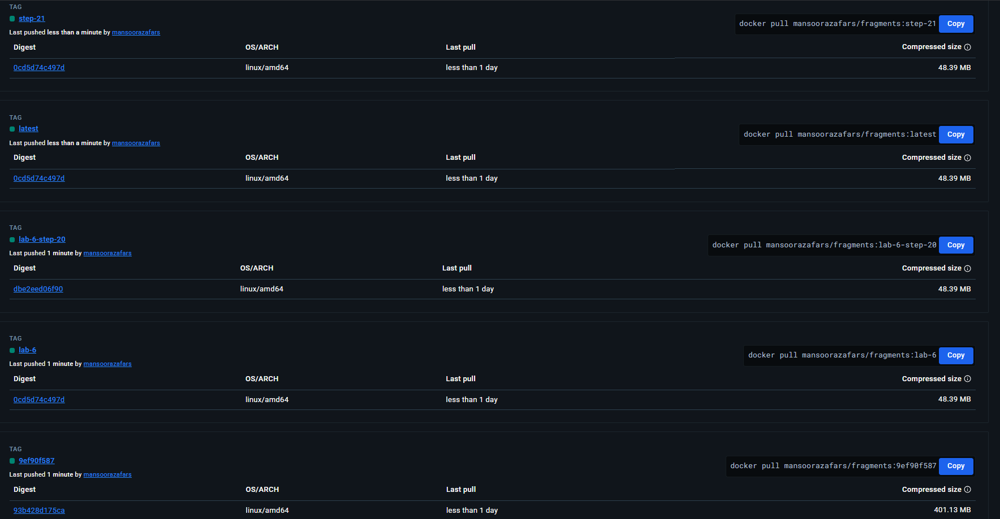 TAG
step-21
docker pull mansoorazafars/fragments:step-21 Copy
Last pushed less than a minute by mansoorazafars
Digest OS/ARCH Last pull Compressed size
0cd5d74c497d linux/amd64 less than 1 day 48.39 MB
TAG
latest
docker pull mansoorazafars/fragments:latest Copy
Last pushed less than a minute by mansoorazafars
Digest OS/ARCH Last pull Compressed size
0cd5d74c497d linux/amd64 less than 1 day 48.39 MB
TAG
lab-6-step-20
docker pull mansoorazafars/fragments:lab-6-step-20 Copy
Last pushed 1 minute by mansoorazafars
Digest OS/ARCH Last pull Compressed size
dbe2eed06f90 linux/amd64 less than 1 day 48.39 MB
TAG
lab-6
docker pull mansoorazafars/fragments:lab-6 Copy
Last pushed 1 minute by mansoorazafars
Digest OS/ARCH Last pull Compressed size
0cd5d74c497d linux/amd64 less than 1 day 48.39 MB
TAG
9ef90f587
docker pull mansoorazafars/fragments:9ef90f587 Copy
Last pushed 1 minute by mansoorazafars
Digest OS/ARCH Last pull Compressed size
93b428d175ca linux/amd64 less than 1 day 401.13 MB